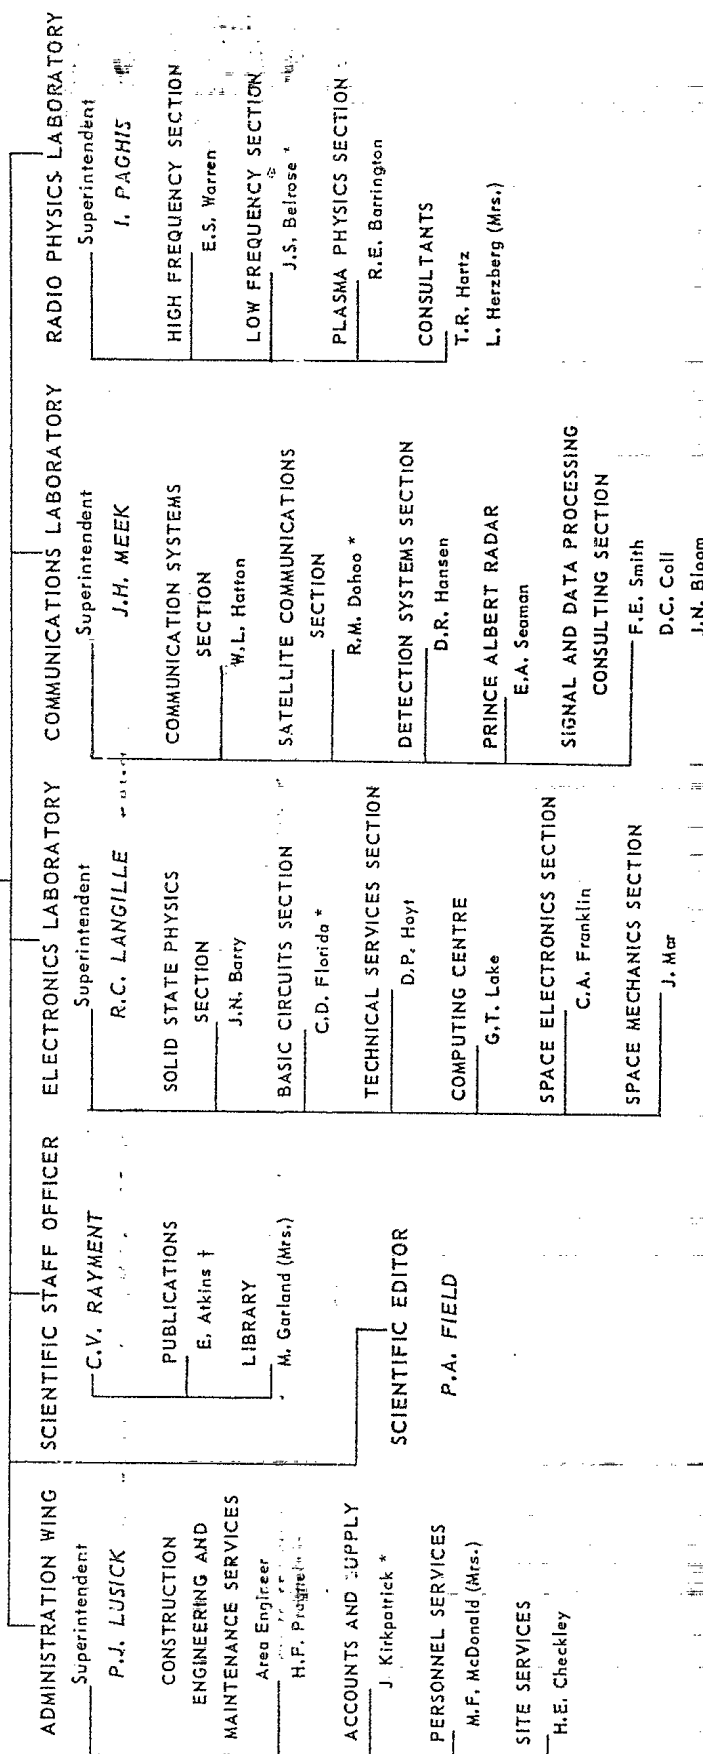 ADMINISTRATION WING
Superintendent
P.J. LUSICK
CONSTRUCTION
ENGINEERING AND
MAINTENANCE SERVICES
Area Engineer
H.F.
ACCOUNTS AND SUPPLY
J. Kirkpatrick *
PERSONNEL SERVICES
M.F. McDonald (Mrs.)
SITE SERVICES
H.E. Checkley
SCIENTIFIC STAFF OFFICER
C.V. RAYMENT
PUBLICATIONS
E. Atkins †
LIBRARY
M. Garland (Mrs.)
SCIENTIFIC EDITOR
P.A. FIELD
ELECTRONICS LABORATORY
Superintendent
R.C. LANGILLE
SOLID STATE PHYSICS
SECTION
J.N. Barry
BASIC CIRCUITS SECTION
C.D. Florida *
TECHNICAL SERVICES SECTION
D.P. Hoyt
COMPUTING CENTRE
G.T. Lake
SPACE ELECTRONICS SECTION
C.A. Franklin
SPACE MECHANICS SECTION
J. Mar
COMMUNICATIONS LABORATORY
Superintendent
J.H. MEEK
COMMUNICATION SYSTEMS
SECTION
W.L. Hatton
SATELLITE COMMUNICATIONS
SECTION
R.M. Dohoo *
DETECTION SYSTEMS SECTION
D.R. Hansen
PRINCE ALBERT RADAR
E.A. Seaman
SIGNAL AND DATA PROCESSING
CONSULTING SECTION
F.E. Smith
D.C. Coll
J.N. Bloom
RADIO PHYSICS LABORATORY
Superintendent
I. PAGHIS
HIGH FREQUENCY SECTION
E.S. Warren
LOW FREQUENCY SECTION
J.S. Belrose *
PLASMA PHYSICS SECTION
R.E. Barrington
CONSULTANTS
T.R. Hartz
L. Herzberg (Mrs.)